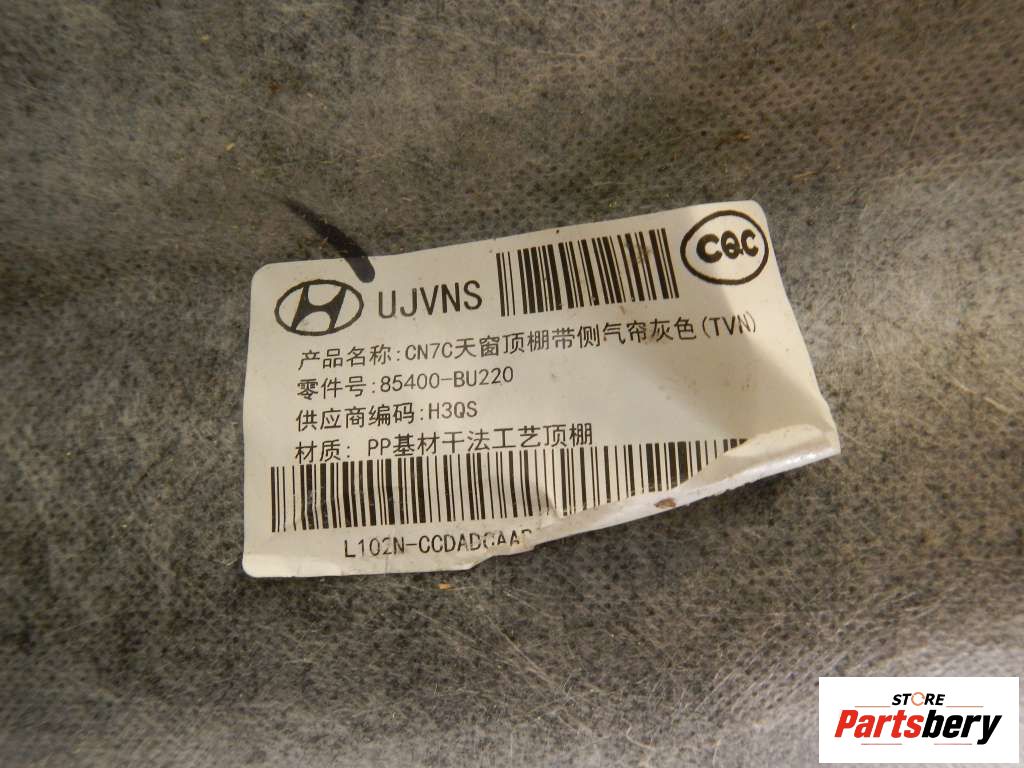 UJVNS
CQC
产品名称:CN7C天窗顶棚带侧气帘灰色(TVN)
零件号:85400-BU220
供应商编码:H3QS
材质: PP基材干法工艺顶棚
STORE
Partsbery